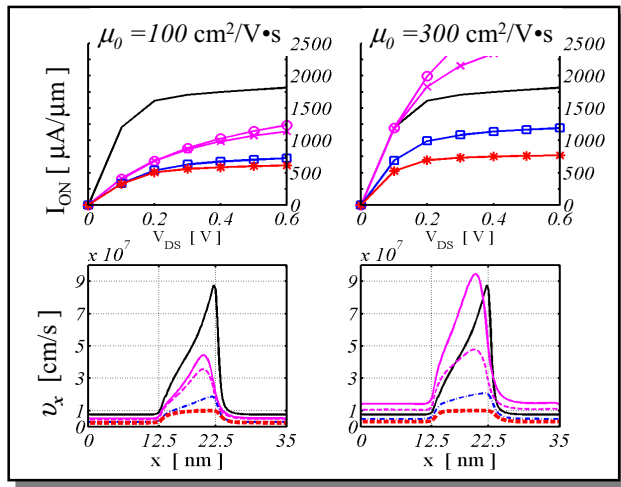 μ₀ =100 cm²/V•s
μ₀ =300 cm²/V•s
I_ON [ μA/μm ]
2500
2000
1500
1000
500
0
0 0.2 0.4 0.6
V_DS [ V ]
2500
2000
1500
1000
500
0
0 0.2 0.4 0.6
V_DS [ V ]
υₓ [cm/s]
x 10⁷
9
7
5
3
1
0
0 12.5 22.5 35
x [ nm ]
x 10⁷
9
7
5
3
1
0
0 12.5 22.5 35
x [ nm ]